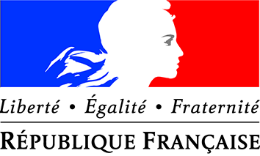 Liberté • Égalité • Fraternité
RÉPUBLIQUE FRANÇAISE